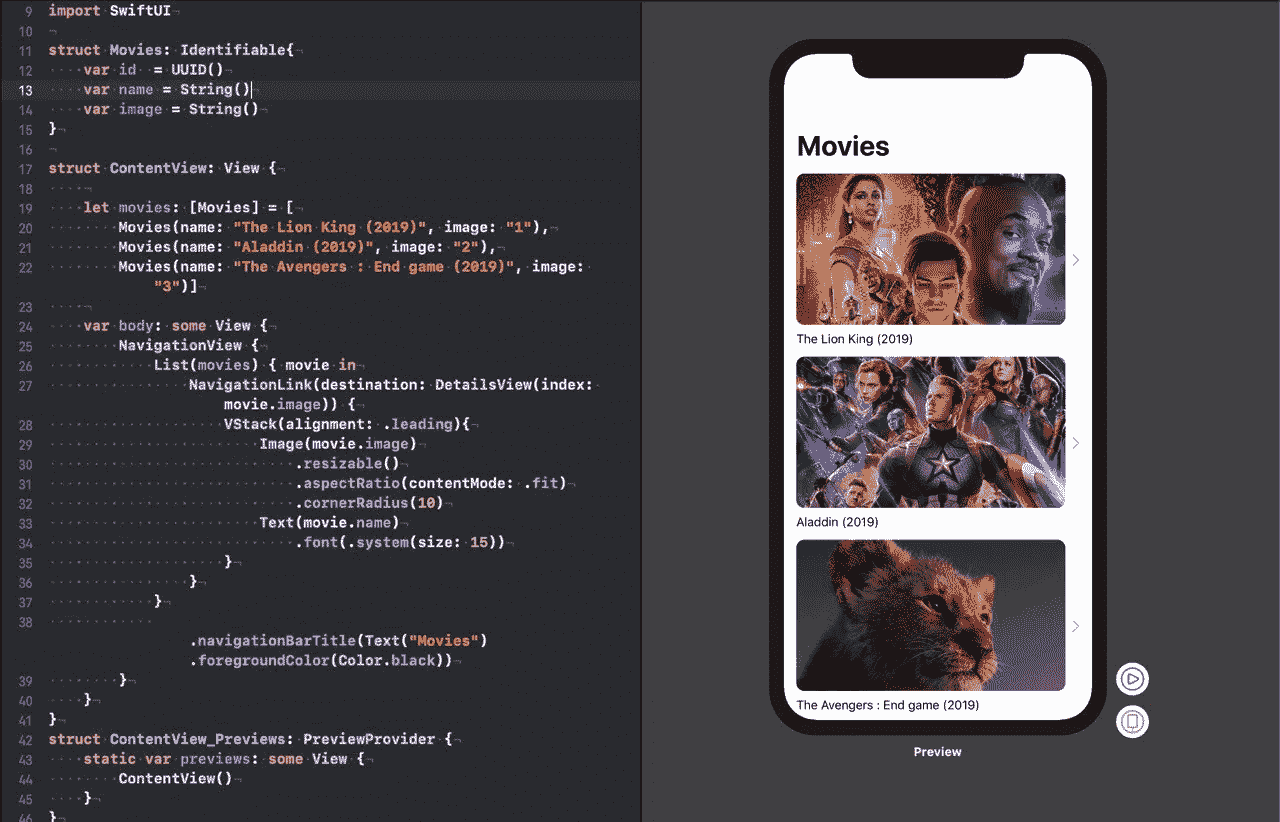 9 import SwiftUI
10
11 struct Movies: Identifiable{
12 var id  = UUID()
13 var name = String()
14 var image = String()
15 }
16
17 struct ContentView: View {
18
19 let movies: [Movies] = [
20 Movies(name: "The Lion King (2019)", image: "1"),
21 Movies(name: "Aladdin (2019)", image: "2"),
22 Movies(name: "The Avengers : End game (2019)", image:
"3")]
23
24 var body: some View {
25 NavigationView {
26 List(movies) { movie in
27 NavigationLink(destination: DetailsView(index:
movie.image)) {
28 VStack(alignment: .leading){
29 Image(movie.image)
30 .resizable()
31 .aspectRatio(contentMode: .fit)
32 .cornerRadius(10)
33 Text(movie.name)
34 .font(.system(size: 15))
35 }
36 }
37 }
38
.navigationBarTitle(Text("Movies")
.foregroundColor(Color.black))
39 }
40 }
41 }
42 struct ContentView_Previews: PreviewProvider {
43 static var previews: some View {
44 ContentView()
45 }
46 }
Movies
The Lion King (2019)
Aladdin (2019)
The Avengers : End game (2019)
Preview